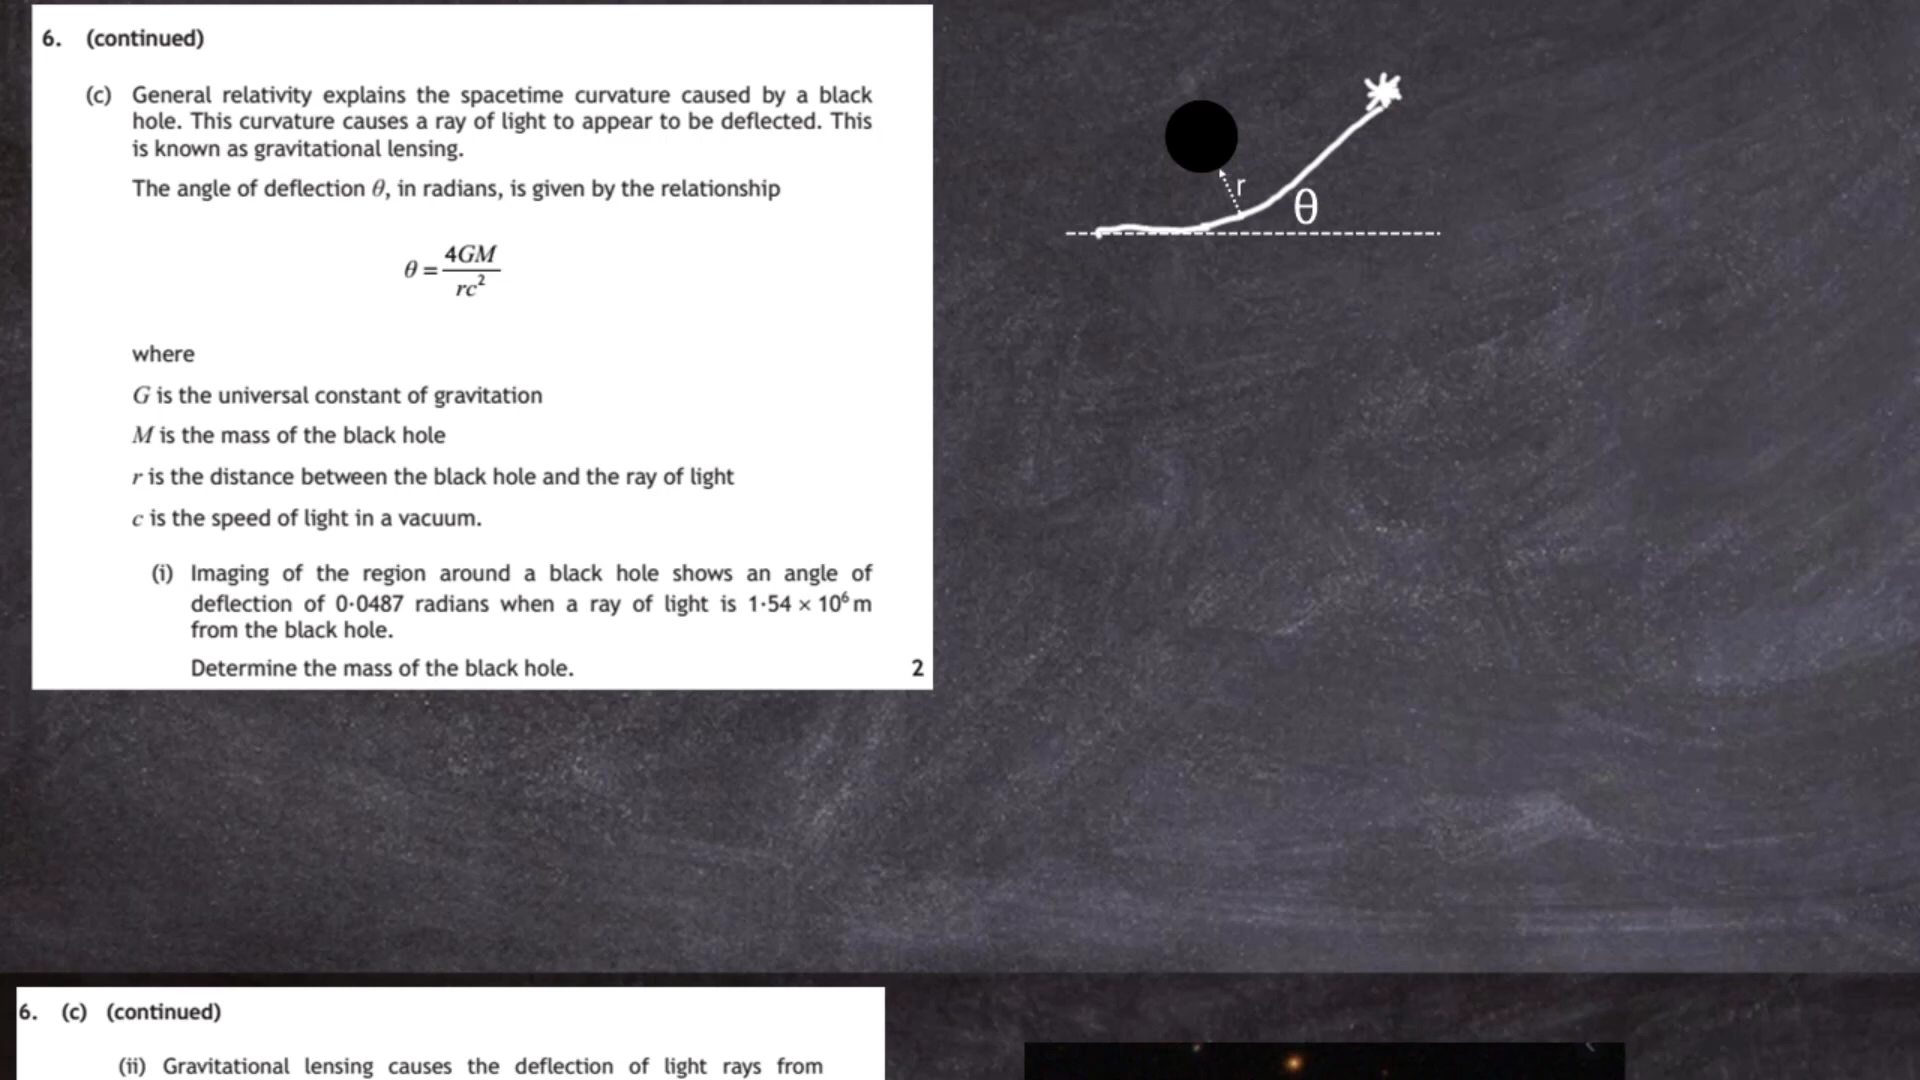 6. (continued)
(c) General relativity explains the spacetime curvature caused by a black
hole. This curvature causes a ray of light to appear to be deflected. This
is known as gravitational lensing.
The angle of deflection θ, in radians, is given by the relationship
θ = 4GM / rc²
where
G is the universal constant of gravitation
M is the mass of the black hole
r is the distance between the black hole and the ray of light
c is the speed of light in a vacuum.
(i) Imaging of the region around a black hole shows an angle of
deflection of 0·0487 radians when a ray of light is 1·54 × 10⁶ m
from the black hole.
Determine the mass of the black hole. 2
r
θ
6. (c) (continued)
(ii) Gravitational lensing causes the deflection of light rays from